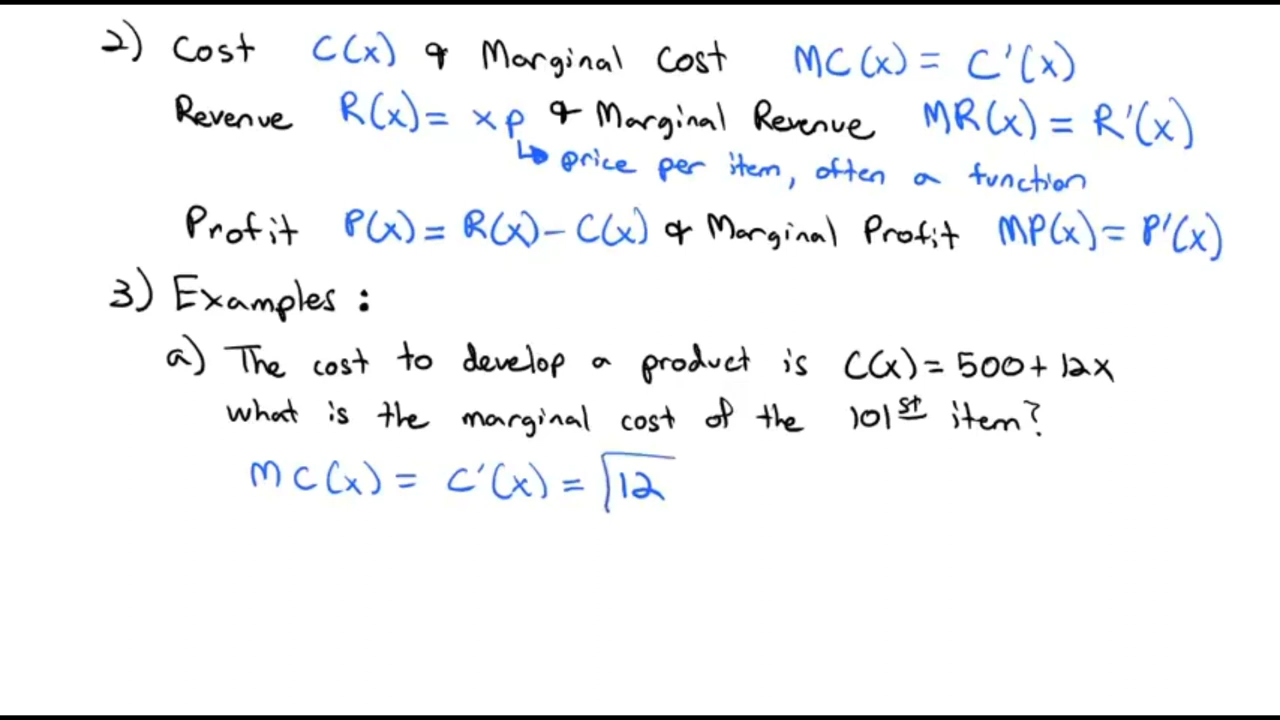 2) Cost C(x) & Marginal Cost MC(x) = C'(x)
Revenue R(x) = xp & Marginal Revenue MR(x) = R'(x)
↳ price per item, often a function
Profit P(x) = R(x) - C(x) & Marginal Profit MP(x) = P'(x)
3) Examples :
a) The cost to develop a product is C(x) = 500 + 12x
what is the marginal cost of the 101st item?
MC(x) = C'(x) = 12